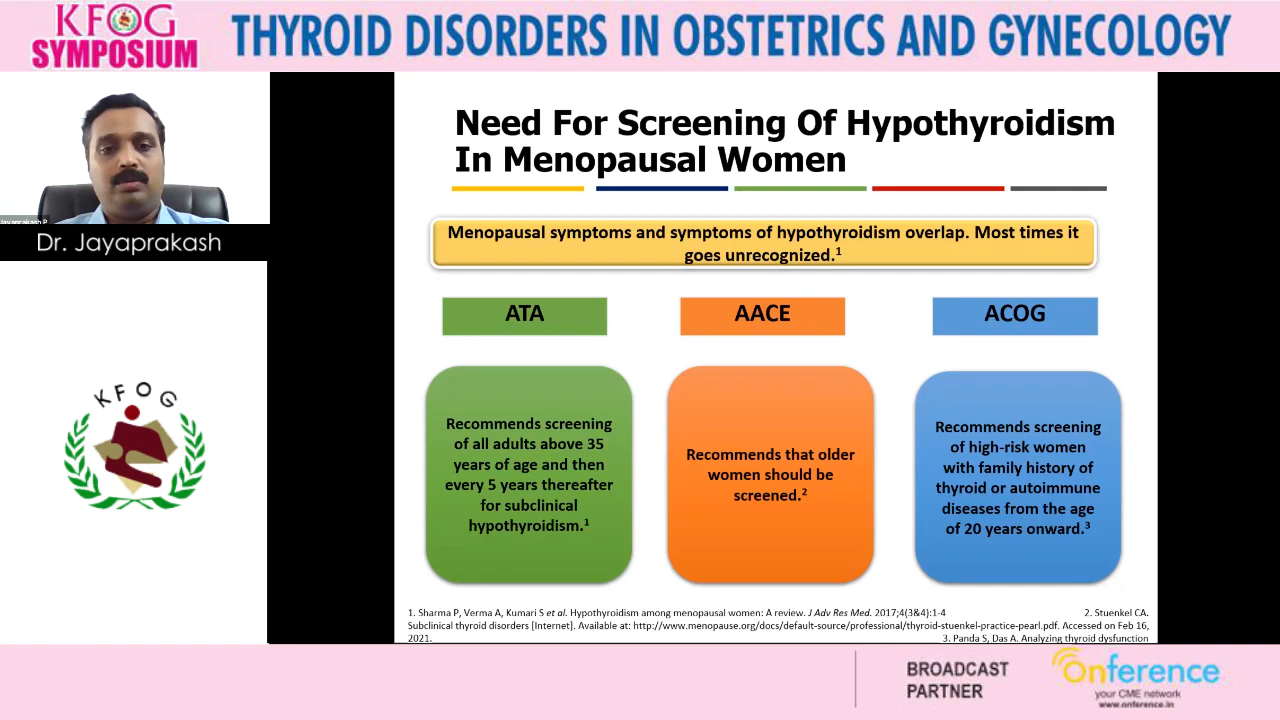 KFOG
SYMPOSIUM
THYROID DISORDERS IN OBSTETRICS AND GYNECOLOGY
Jayaprakash P
Dr. Jayaprakash
KFOG
Need For Screening Of Hypothyroidism
In Menopausal Women
Menopausal symptoms and symptoms of hypothyroidism overlap. Most times it
goes unrecognized.1
ATA
Recommends screening
of all adults above 35
years of age and then
every 5 years thereafter
for subclinical
hypothyroidism.1
AACE
Recommends that older
women should be
screened.2
ACOG
Recommends screening
of high-risk women
with family history of
thyroid or autoimmune
diseases from the age
of 20 years onward.3
1. Sharma P, Verma A, Kumari S et al. Hypothyroidism among menopausal women: A review. J Adv Res Med. 2017;4(3&4):1-4 2. Stuenkel CA.
Subclinical thyroid disorders [Internet]. Available at: http://www.menopause.org/docs/default-source/professional/thyroid-stuenkel-practice-pearl.pdf. Accessed on Feb 16,
2021. 3. Panda S, Das A. Analyzing thyroid dysfunction
BROADCAST
PARTNER
Onference
your CME network
www.onference.in